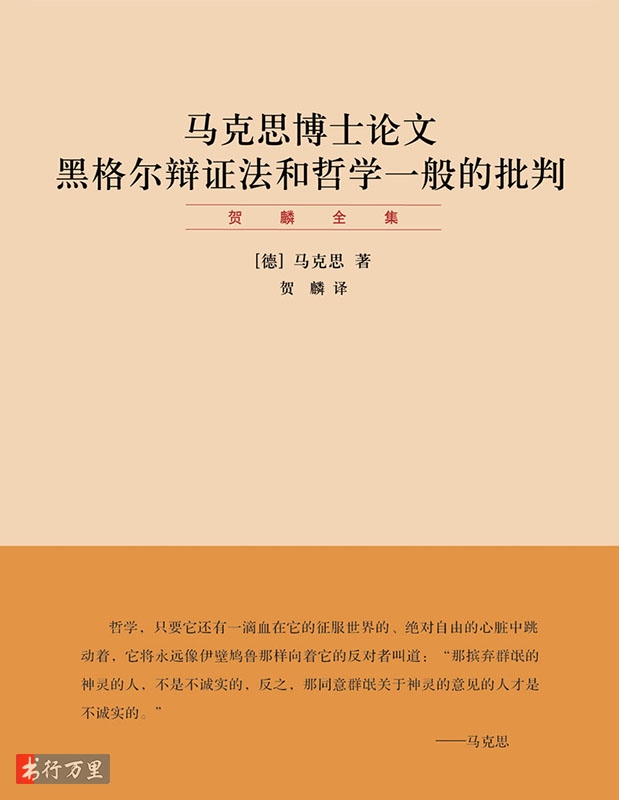 马克思博士论文
黑格尔辩证法和哲学一般的批判
贺麟全集
[德] 马克思 著
贺 麟 译
哲学，只要它还有一滴血在它的征服世界的、绝对自由的心脏中跳
动着，它将永远像伊壁鸠鲁那样向着它的反对者叫道：“那摈弃群氓的
神灵的人，不是不诚实的，反之，那同意群氓关于神灵的意见的人才是
不诚实的。”
——马克思
书行万里